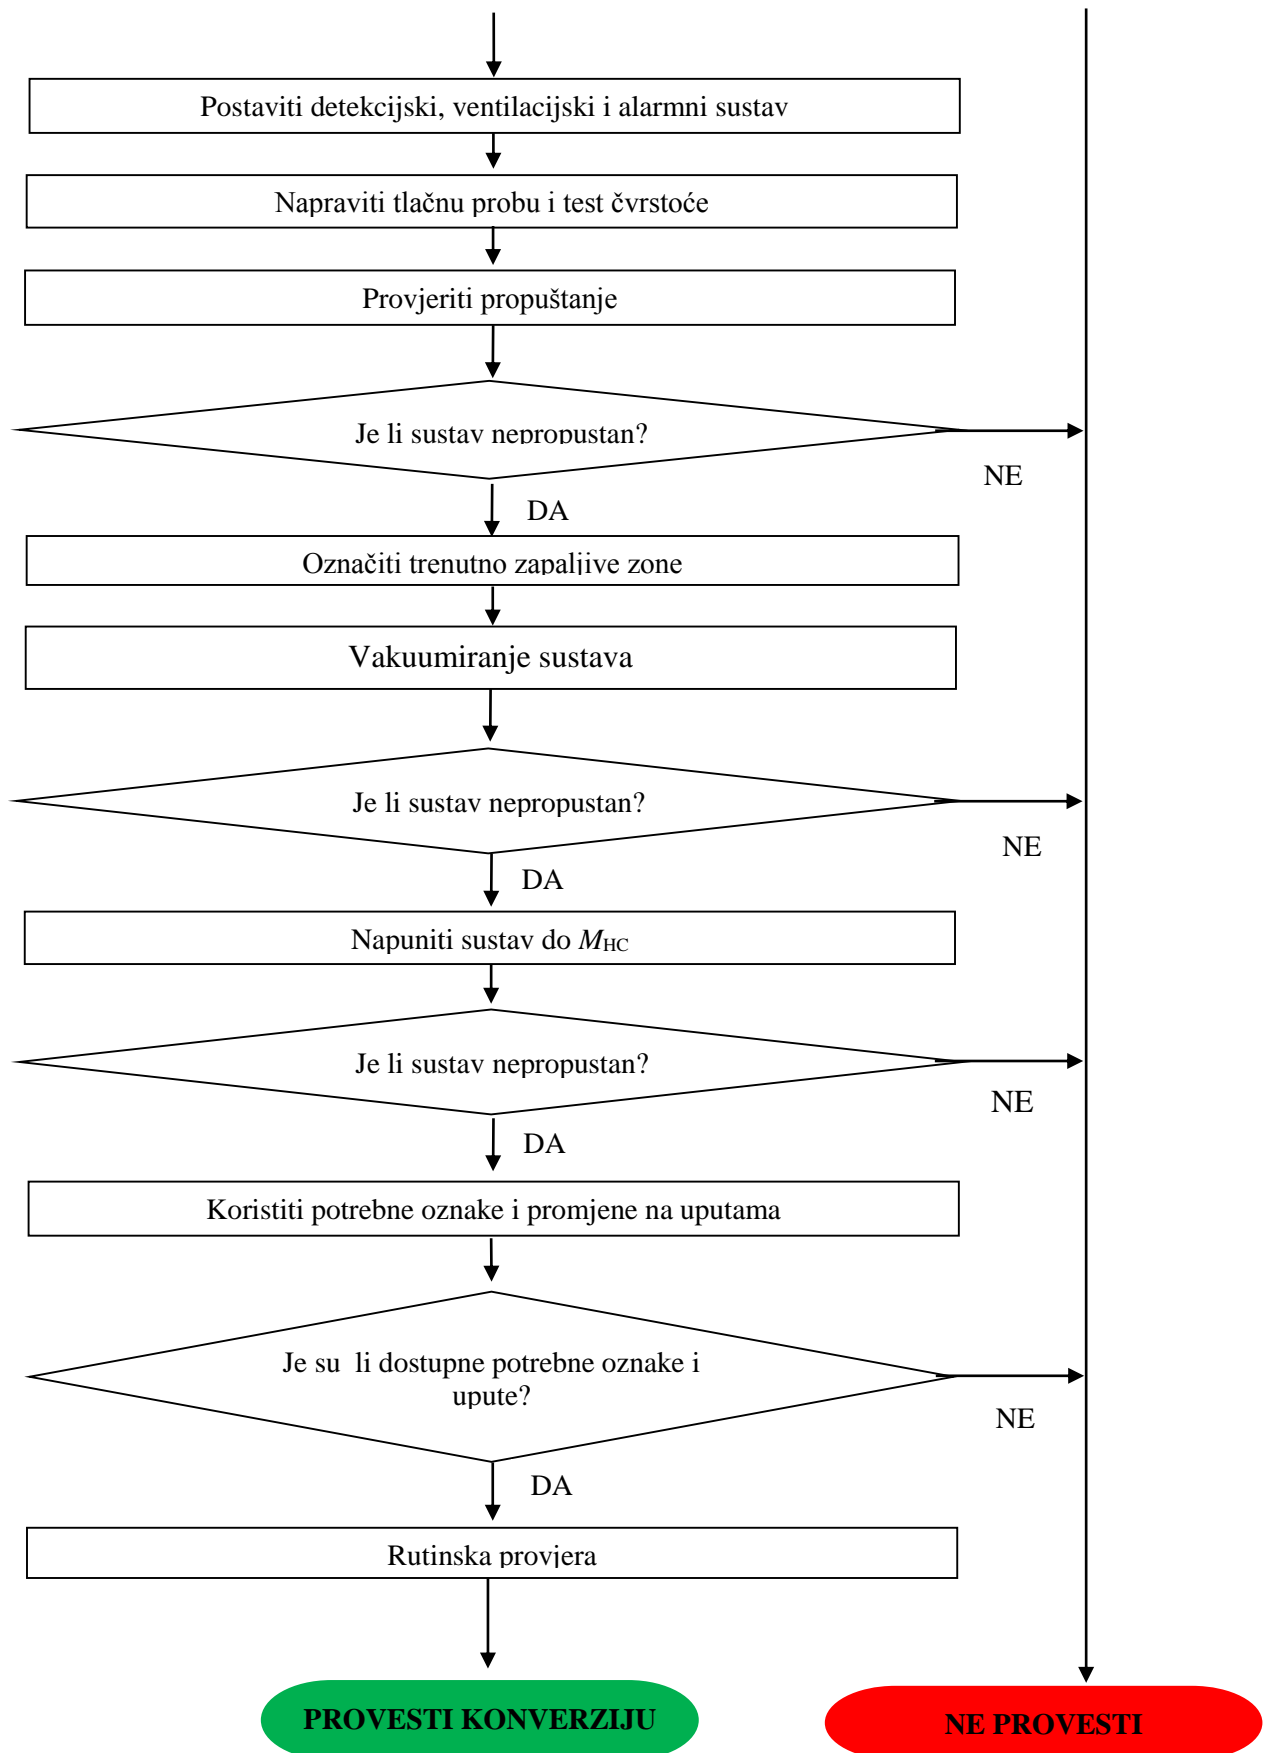 Postaviti detekcijski, ventilacijski i alarmni sustav
Napraviti tlačnu probu i test čvrstoće
Provjeriti propuštanje
Je li sustav nepropustan?
NE
DA
Označiti trenutno zapaljive zone
Vakuumiranje sustava
Je li sustav nepropustan?
NE
DA
Napuniti sustav do MHC
Je li sustav nepropustan?
NE
DA
Koristiti potrebne oznake i promjene na uputama
Je su li dostupne potrebne oznake i
upute?
NE
DA
Rutinska provjera
PROVESTI KONVERZIJU
NE PROVESTI